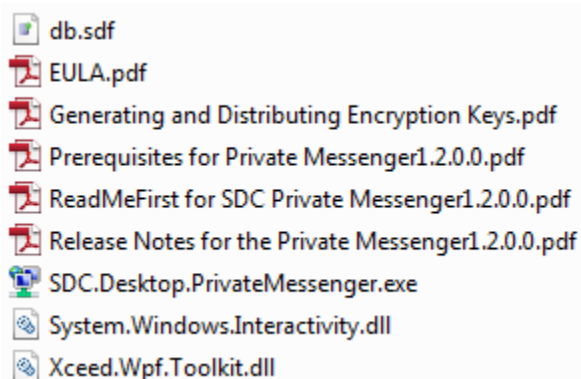 db.sdf
EULA.pdf
Generating and Distributing Encryption Keys.pdf
Prerequisites for Private Messenger1.2.0.0.pdf
ReadMeFirst for SDC Private Messenger1.2.0.0.pdf
Release Notes for the Private Messenger1.2.0.0.pdf
SDC.Desktop.PrivateMessenger.exe
System.Windows.Interactivity.dll
Xceed.Wpf.Toolkit.dll